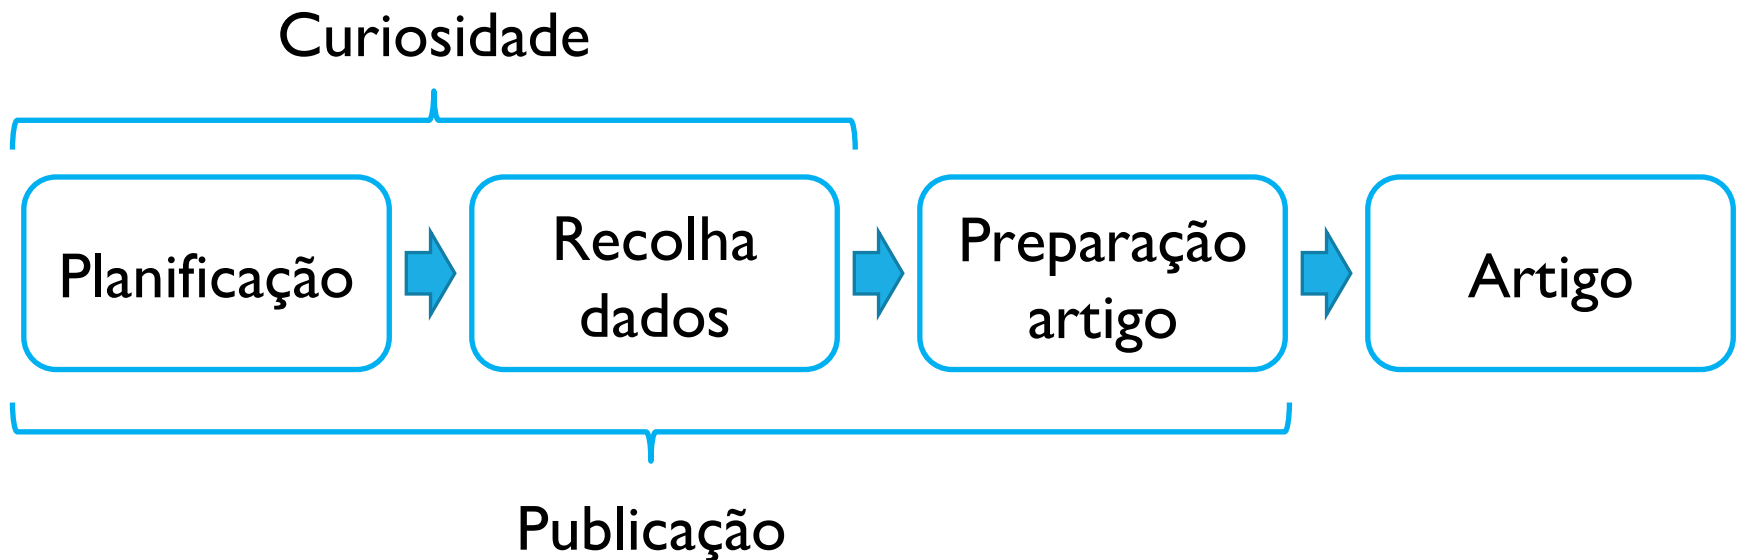 Curiosidade
Planificação
Recolha
dados
Preparação
artigo
Artigo
Publicação